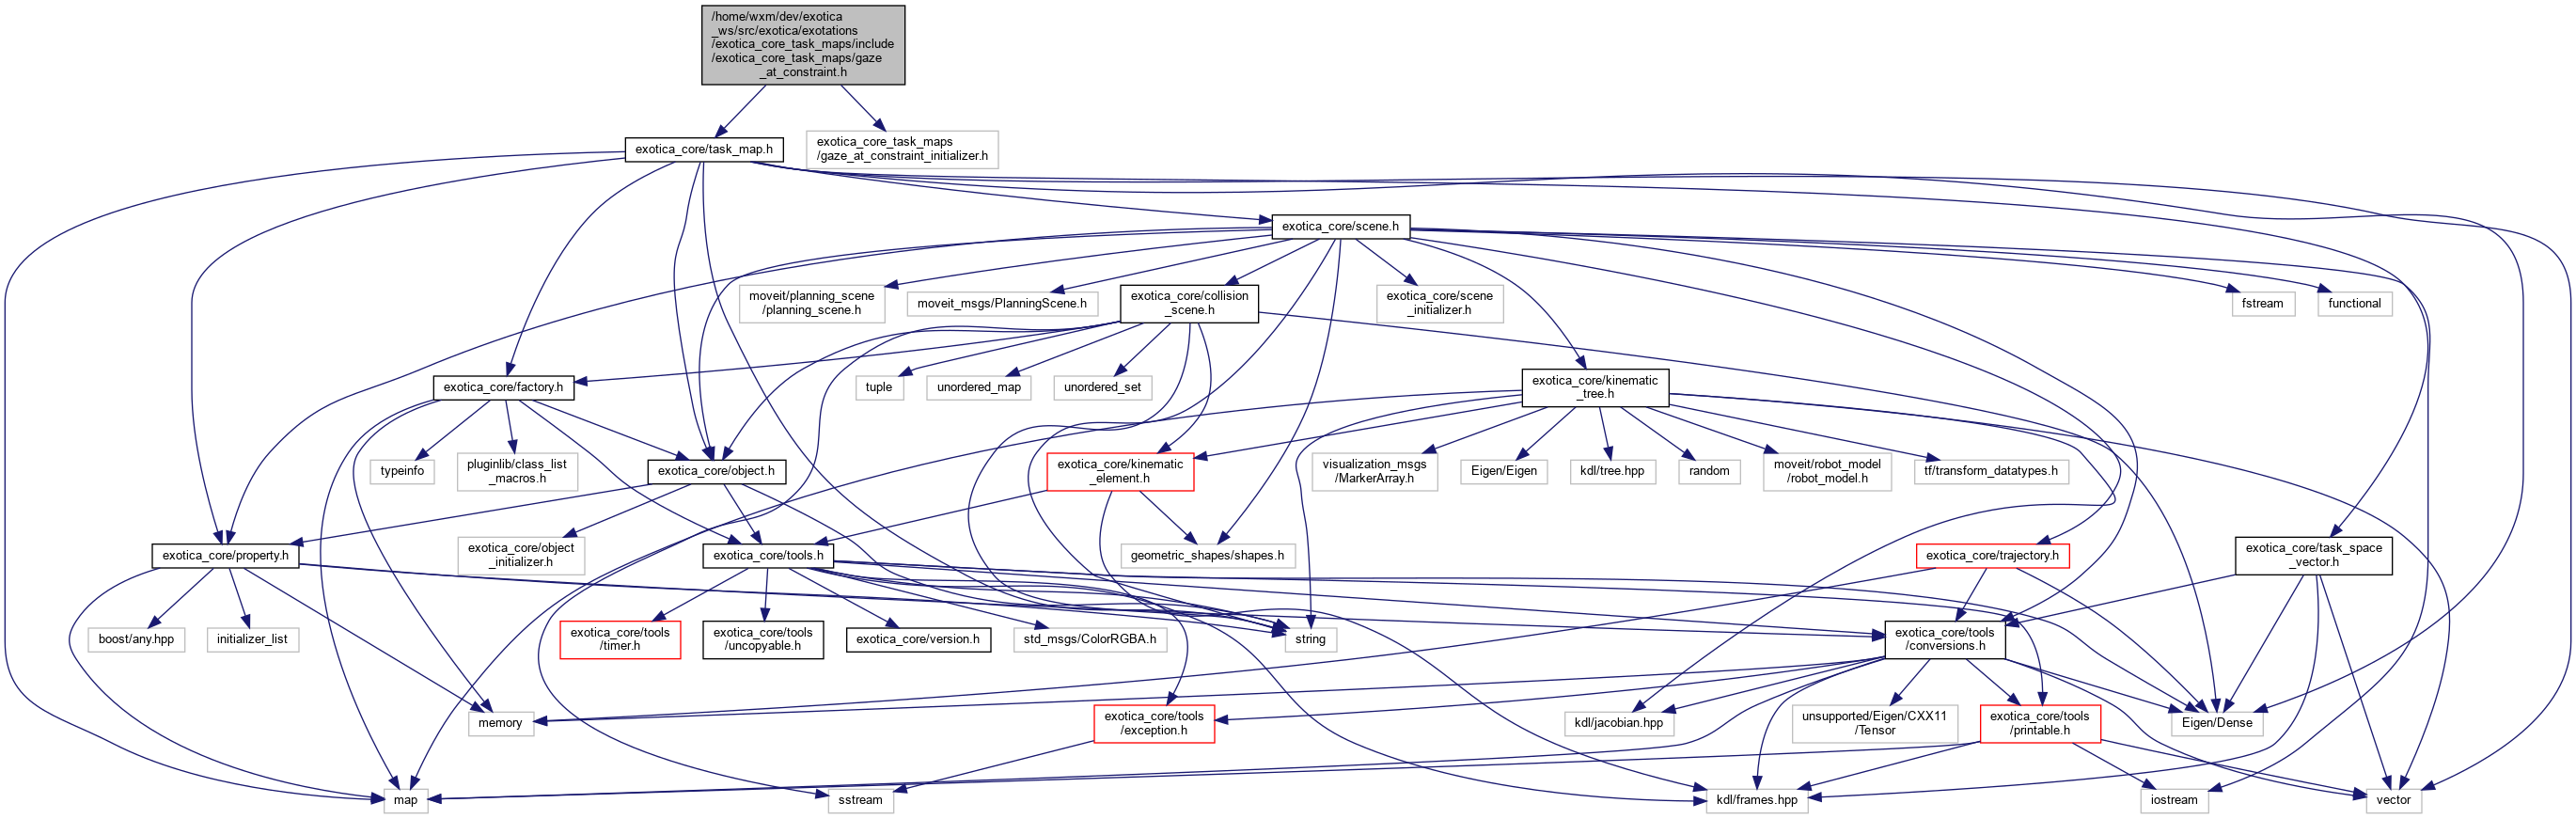 /home/wxm/dev/exotica
_ws/src/exotica/exotations
/exotica_core_task_maps/include
/exotica_core_task_maps/gaze
_at_constraint.h
exotica_core/task_map.h
exotica_core_task_maps
/gaze_at_constraint_initializer.h
exotica_core/scene.h
moveit/planning_scene
/planning_scene.h
moveit_msgs/PlanningScene.h
exotica_core/collision
_scene.h
exotica_core/scene
_initializer.h
fstream
functional
exotica_core/factory.h
tuple
unordered_map
unordered_set
exotica_core/kinematic
_tree.h
typeinfo
pluginlib/class_list
_macros.h
exotica_core/object.h
exotica_core/kinematic
_element.h
visualization_msgs
/MarkerArray.h
Eigen/Eigen
kdl/tree.hpp
random
moveit/robot_model
/robot_model.h
tf/transform_datatypes.h
exotica_core/property.h
exotica_core/object
_initializer.h
exotica_core/tools.h
geometric_shapes/shapes.h
exotica_core/trajectory.h
exotica_core/task_space
_vector.h
boost/any.hpp
initializer_list
exotica_core/tools
/timer.h
exotica_core/tools
/uncopyable.h
exotica_core/version.h
std_msgs/ColorRGBA.h
string
exotica_core/tools
/conversions.h
memory
exotica_core/tools
/exception.h
kdl/jacobian.hpp
unsupported/Eigen/CXX11
/Tensor
exotica_core/tools
/printable.h
Eigen/Dense
map
sstream
kdl/frames.hpp
iostream
vector